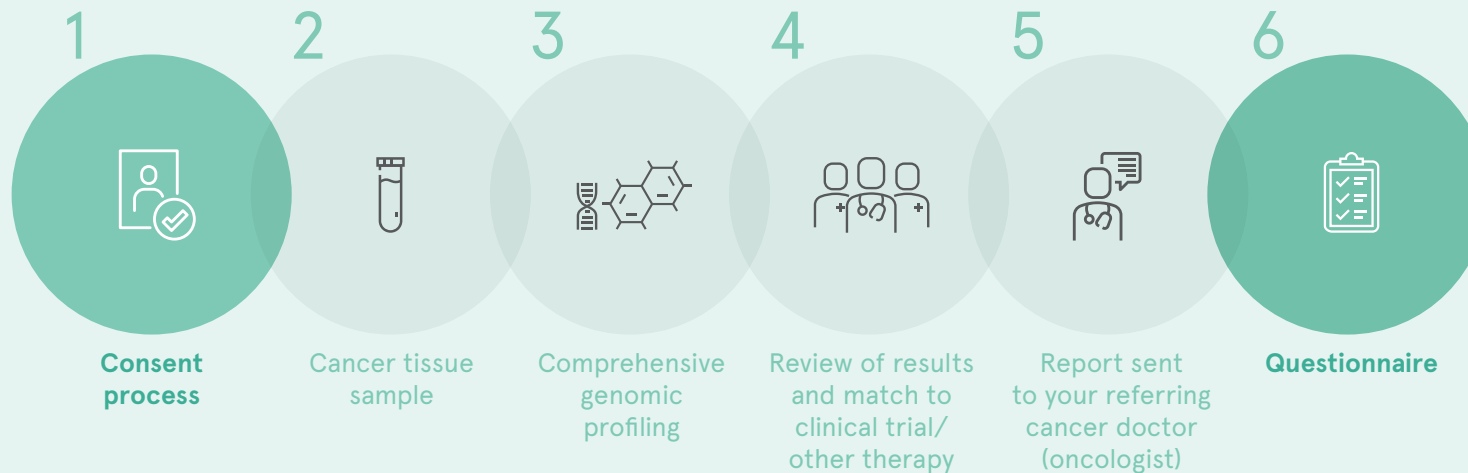 1
Consent
process
2
Cancer tissue
sample
3
Comprehensive
genomic
profiling
4
Review of results
and match to
clinical trial/
other therapy
5
Report sent
to your referring
cancer doctor
(oncologist)
6
Questionnaire